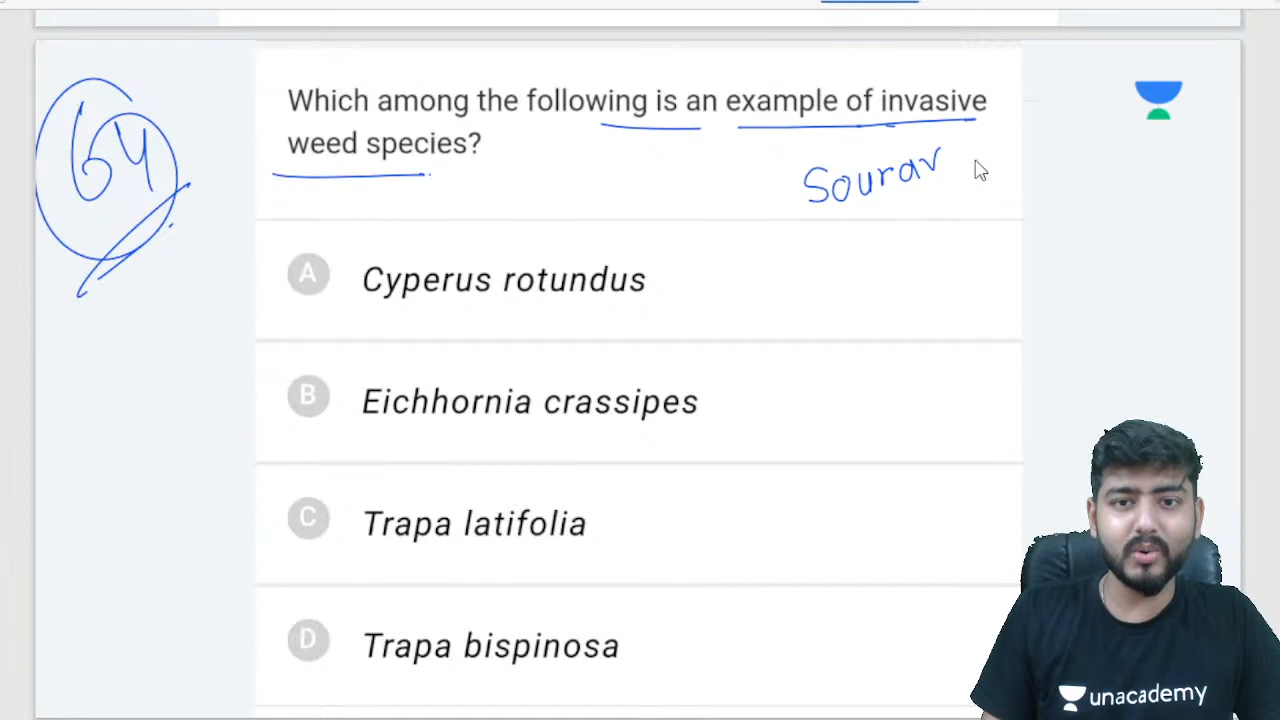 64
Which among the following is an example of invasive
weed species?
Sourav
A Cyperus rotundus
B Eichhornia crassipes
C Trapa latifolia
D Trapa bispinosa
unacademy